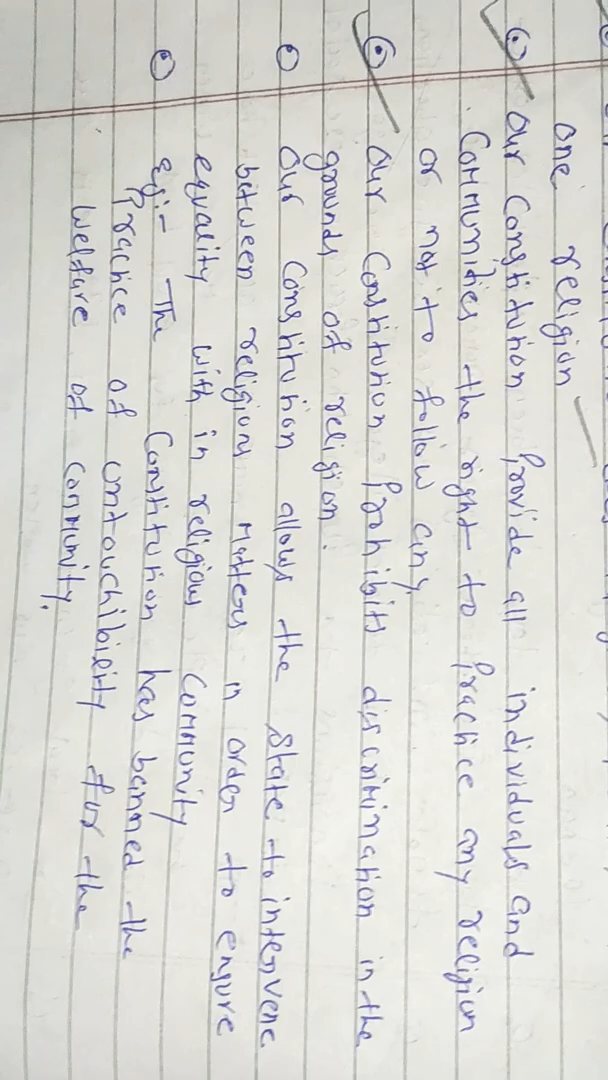 one religion
Our Constitution Provide all individuals and
Communities the right to Practice any religion
or not to follow any
Our Constitution Prohibits discrimination in the
grounds of religion.
Our Constitution allows the State to intervene
between religion matters in order to ensure
equality with in religious Community
eg:- The Constitution has banned the
Practice of untouchibility for the
Welfare of Community.